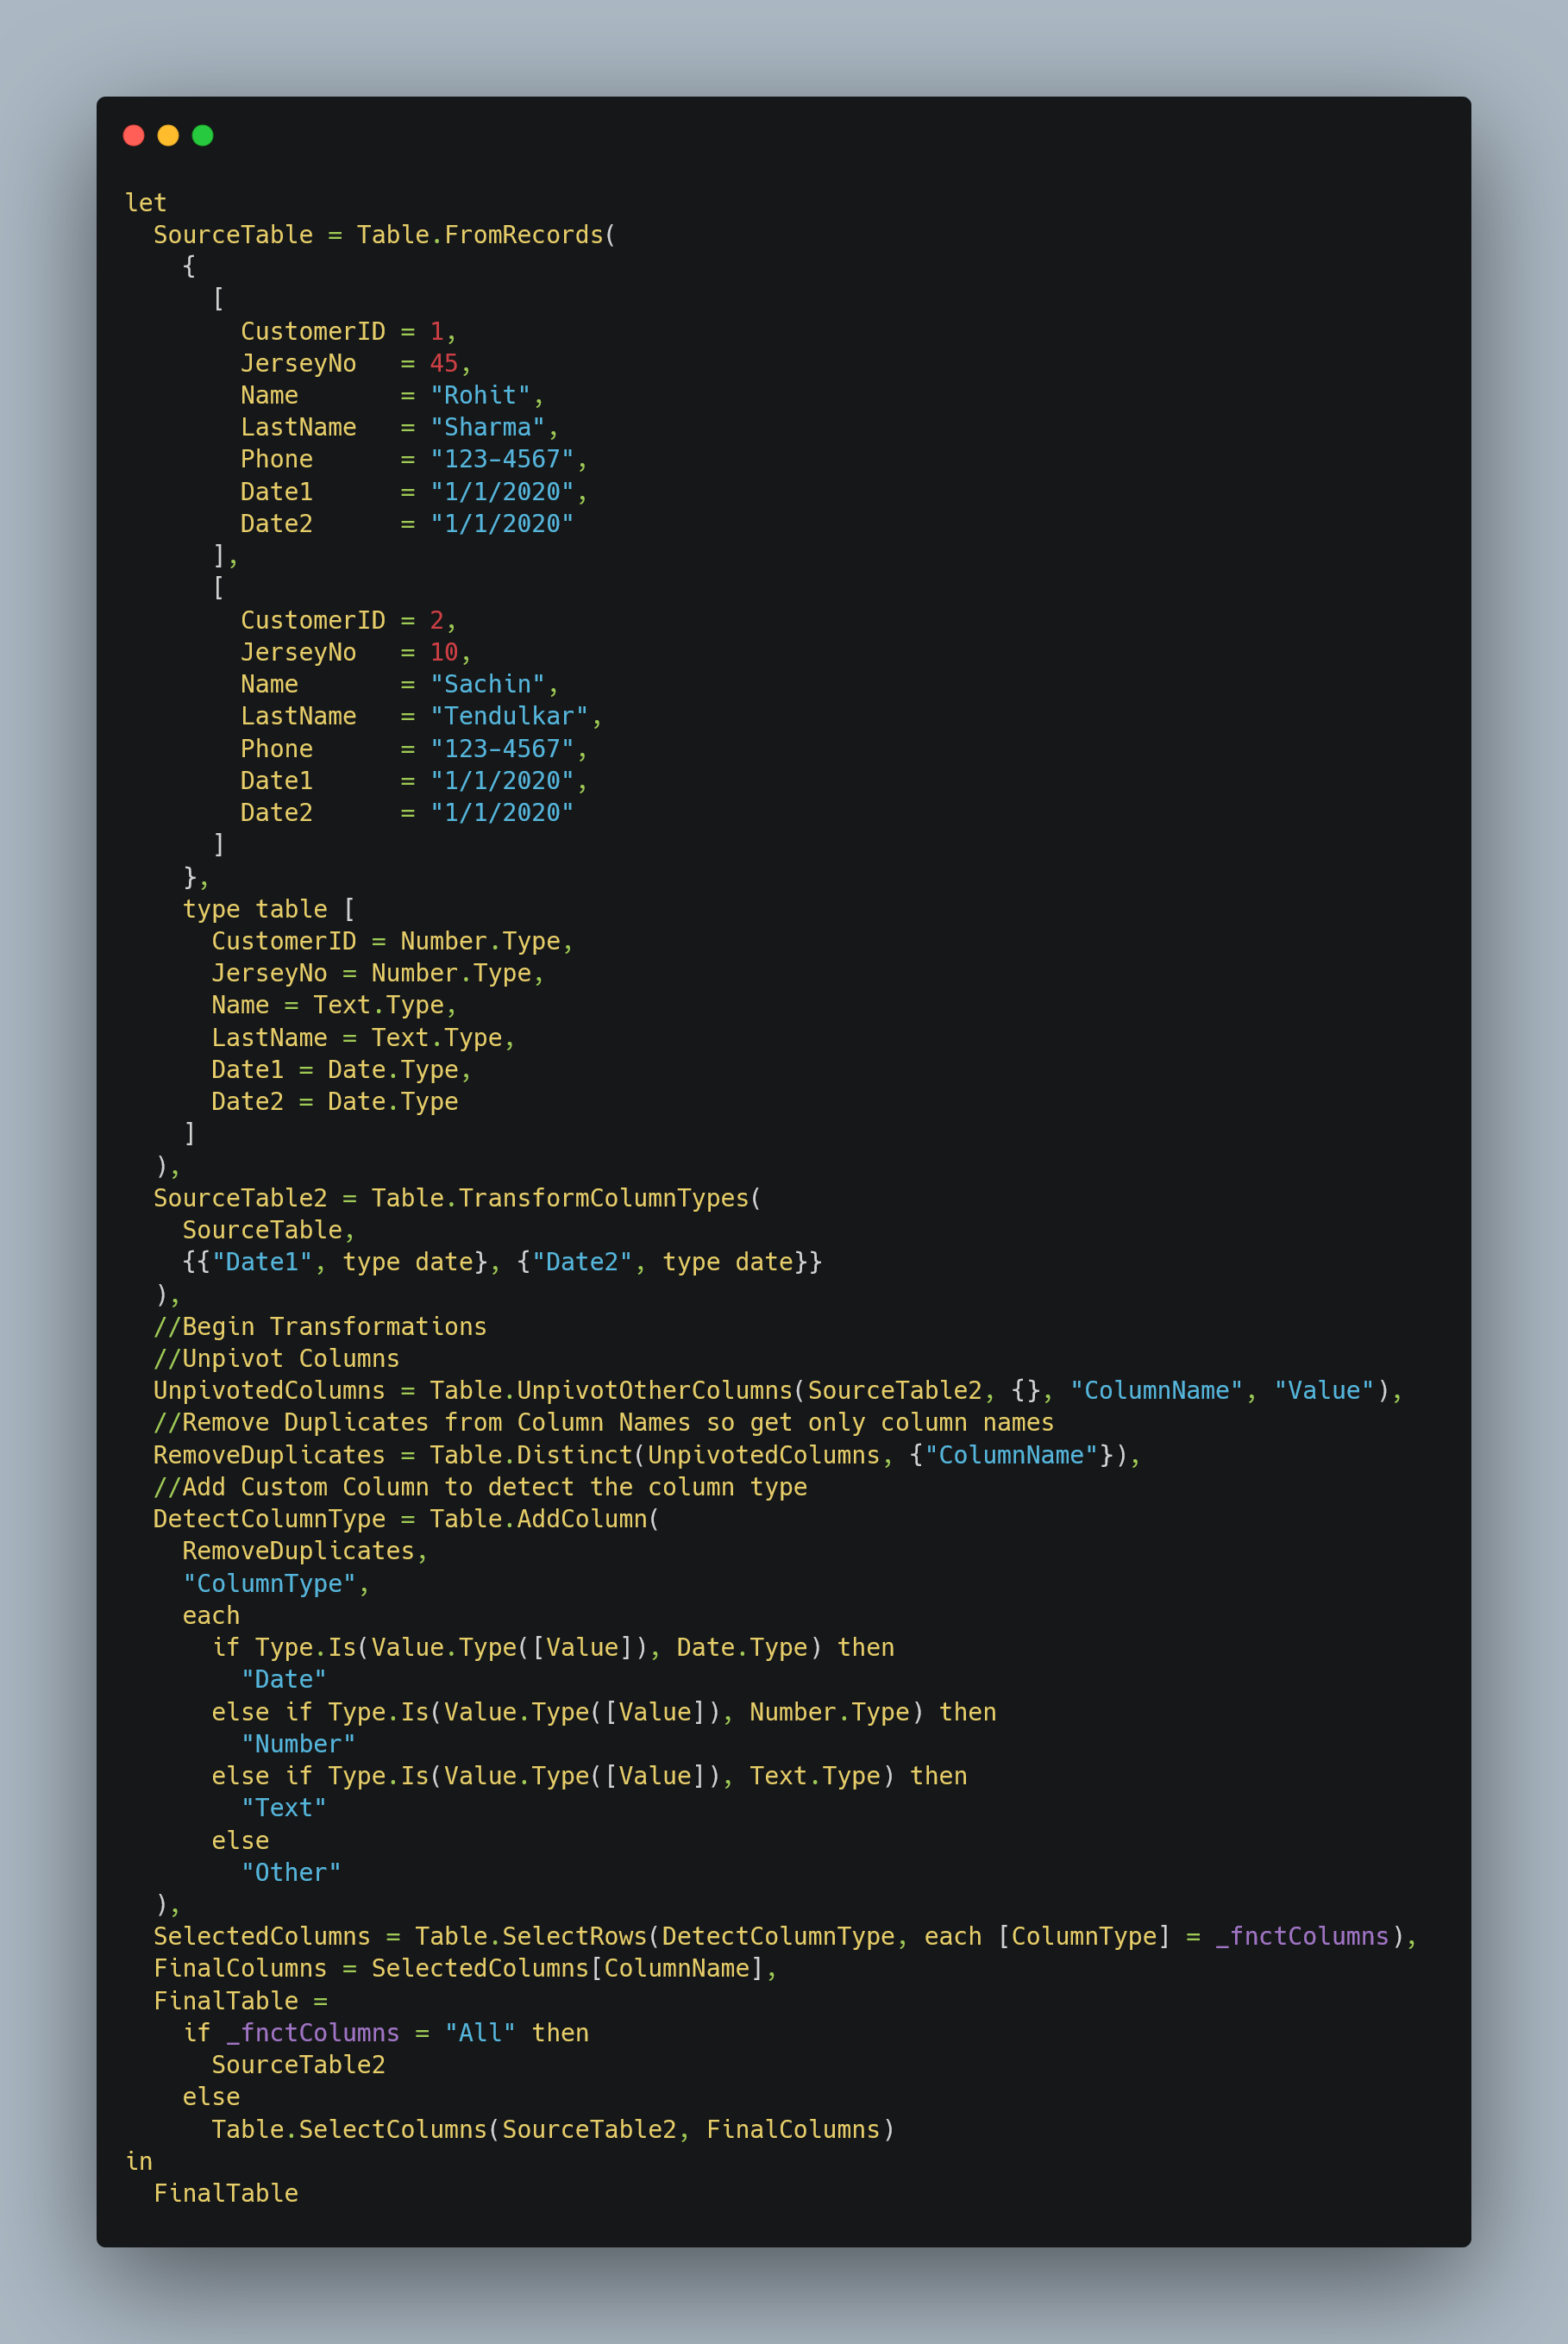 let
  SourceTable = Table.FromRecords(
    {
      [
        CustomerID = 1,
        JerseyNo   = 45,
        Name       = "Rohit",
        LastName   = "Sharma",
        Phone      = "123-4567",
        Date1      = "1/1/2020",
        Date2      = "1/1/2020"
      ],
      [
        CustomerID = 2,
        JerseyNo   = 10,
        Name       = "Sachin",
        LastName   = "Tendulkar",
        Phone      = "123-4567",
        Date1      = "1/1/2020",
        Date2      = "1/1/2020"
      ]
    },
    type table [
      CustomerID = Number.Type,
      JerseyNo = Number.Type,
      Name = Text.Type,
      LastName = Text.Type,
      Date1 = Date.Type,
      Date2 = Date.Type
    ]
  ),
  SourceTable2 = Table.TransformColumnTypes(
    SourceTable,
    {{"Date1", type date}, {"Date2", type date}}
  ),
  //Begin Transformations
  //Unpivot Columns
  UnpivotedColumns = Table.UnpivotOtherColumns(SourceTable2, {}, "ColumnName", "Value"),
  //Remove Duplicates from Column Names so get only column names
  RemoveDuplicates = Table.Distinct(UnpivotedColumns, {"ColumnName"}),
  //Add Custom Column to detect the column type
  DetectColumnType = Table.AddColumn(
    RemoveDuplicates,
    "ColumnType",
    each
      if Type.Is(Value.Type([Value]), Date.Type) then
        "Date"
      else if Type.Is(Value.Type([Value]), Number.Type) then
        "Number"
      else if Type.Is(Value.Type([Value]), Text.Type) then
        "Text"
      else
        "Other"
  ),
  SelectedColumns = Table.SelectRows(DetectColumnType, each [ColumnType] = _fnctColumns),
  FinalColumns = SelectedColumns[ColumnName],
  FinalTable =
    if _fnctColumns = "All" then
      SourceTable2
    else
      Table.SelectColumns(SourceTable2, FinalColumns)
in
  FinalTable